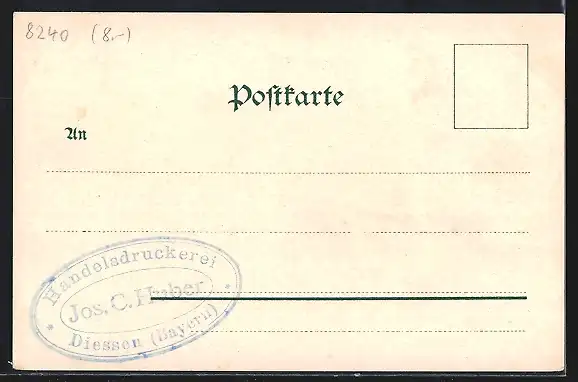 8240 (8.-)
Postkarte
An
Handelsdruckerei
Jos. C. Huber
Diessen (Bayern)